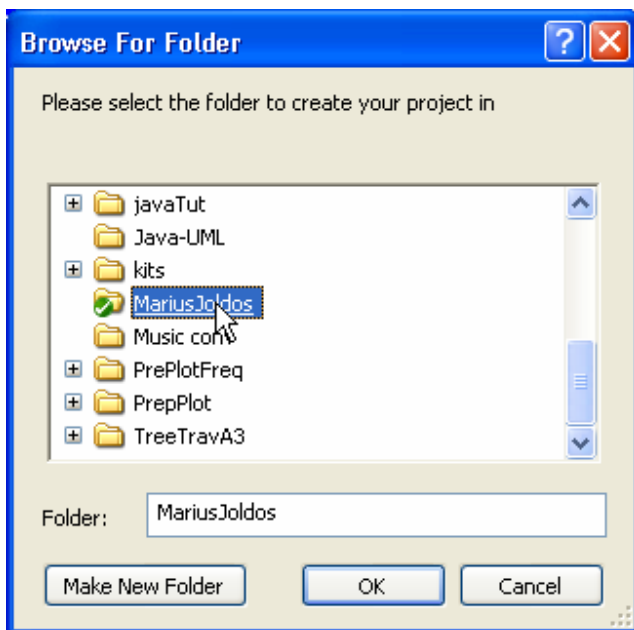 Browse For Folder
Please select the folder to create your project in
javaTut
Java-UML
kits
MariusJoldos
Music conv
PrePlotFreq
PrepPlot
TreeTravA3
Folder: MariusJoldos
Make New Folder OK Cancel